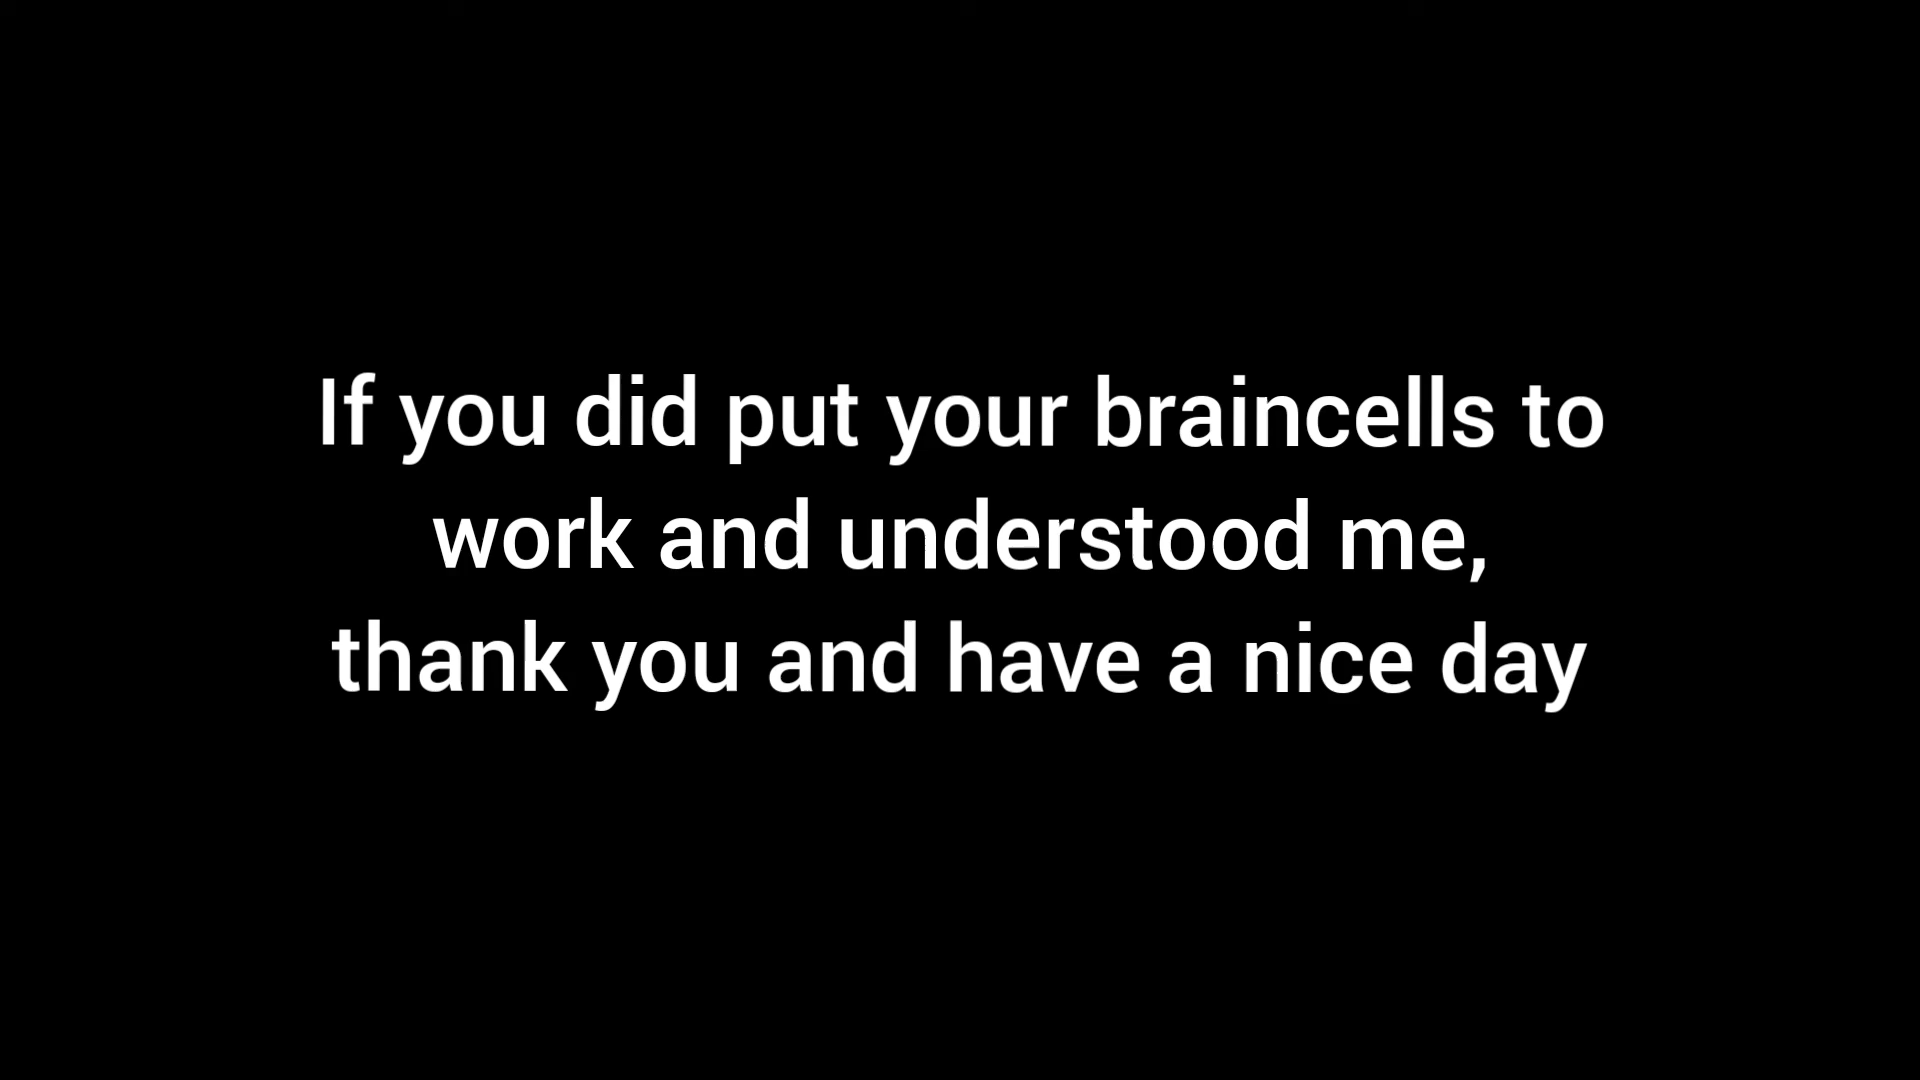 If you did put your braincells to
work and understood me,
thank you and have a nice day